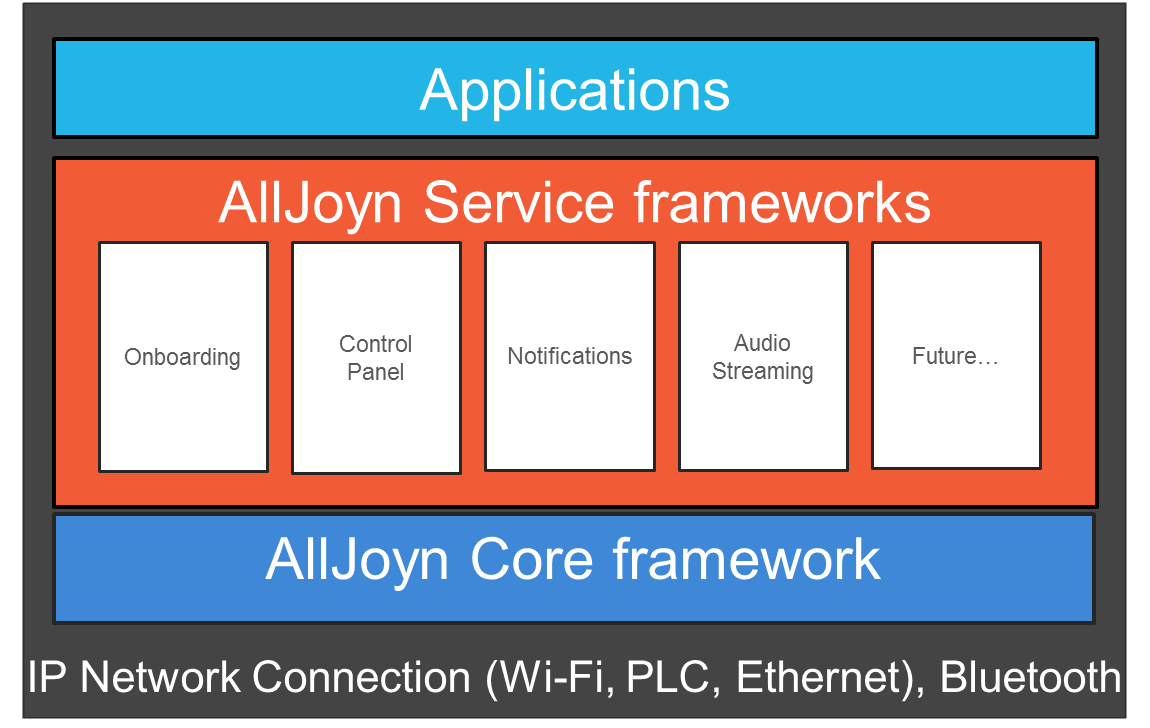 Applications
AllJoyn Service frameworks
Onboarding
Control
Panel
Notifications
Audio
Streaming
Future…
AllJoyn Core framework
IP Network Connection (Wi-Fi, PLC, Ethernet), Bluetooth